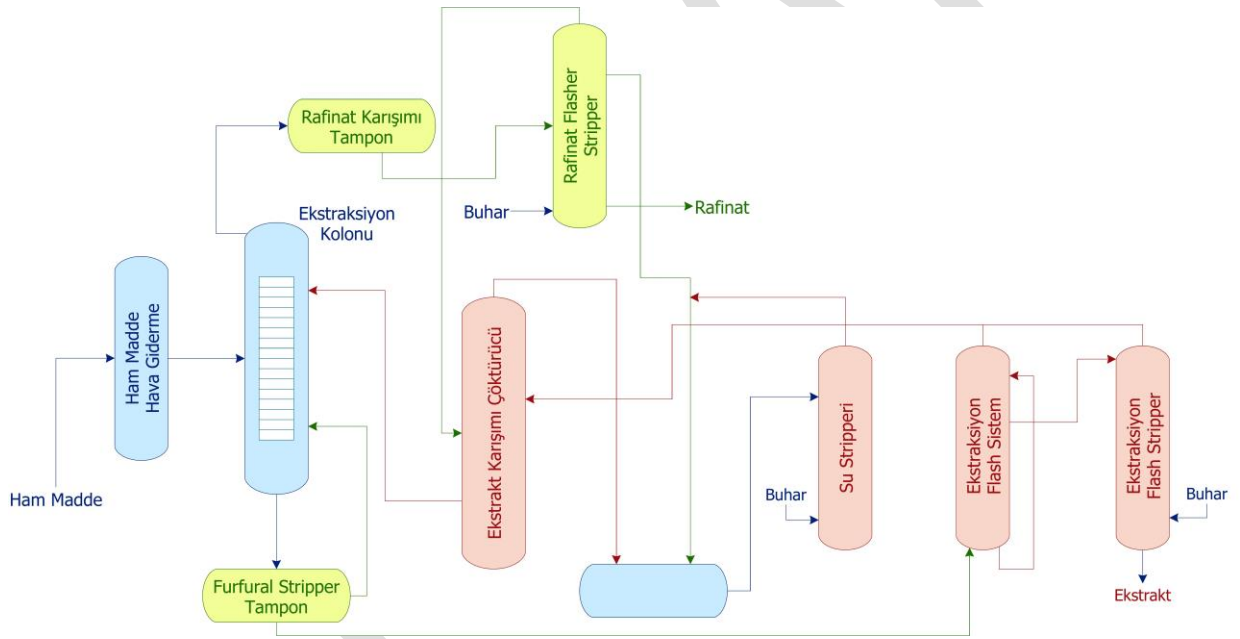 Rafinat Karışımı
Tampon
Rafinat Flasher
Stripper
Buhar
Rafinat
Ekstraksiyon
Kolonu
Ham Madde
Hava Giderme
Ham Madde
Ekstrakt Karışımı Çöktürücü
Su Stripperi
Buhar
Ekstraksiyon
Flash Sistem
Ekstraksiyon
Flash Stripper
Buhar
Ekstrakt
Furfural Stripper
Tampon